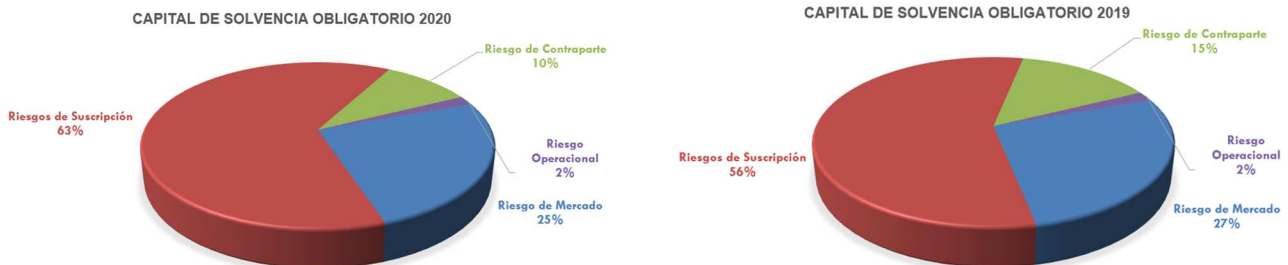 CAPITAL DE SOLVENCIA OBLIGATORIO 2020
Riesgo de Contraparte
10%
Riesgos de Suscripción
63%
Riesgo
Operacional
2%
Riesgo de Mercado
25%
CAPITAL DE SOLVENCIA OBLIGATORIO 2019
Riesgo de Contraparte
15%
Riesgos de Suscripción
56%
Riesgo
Operacional
2%
Riesgo de Mercado
27%